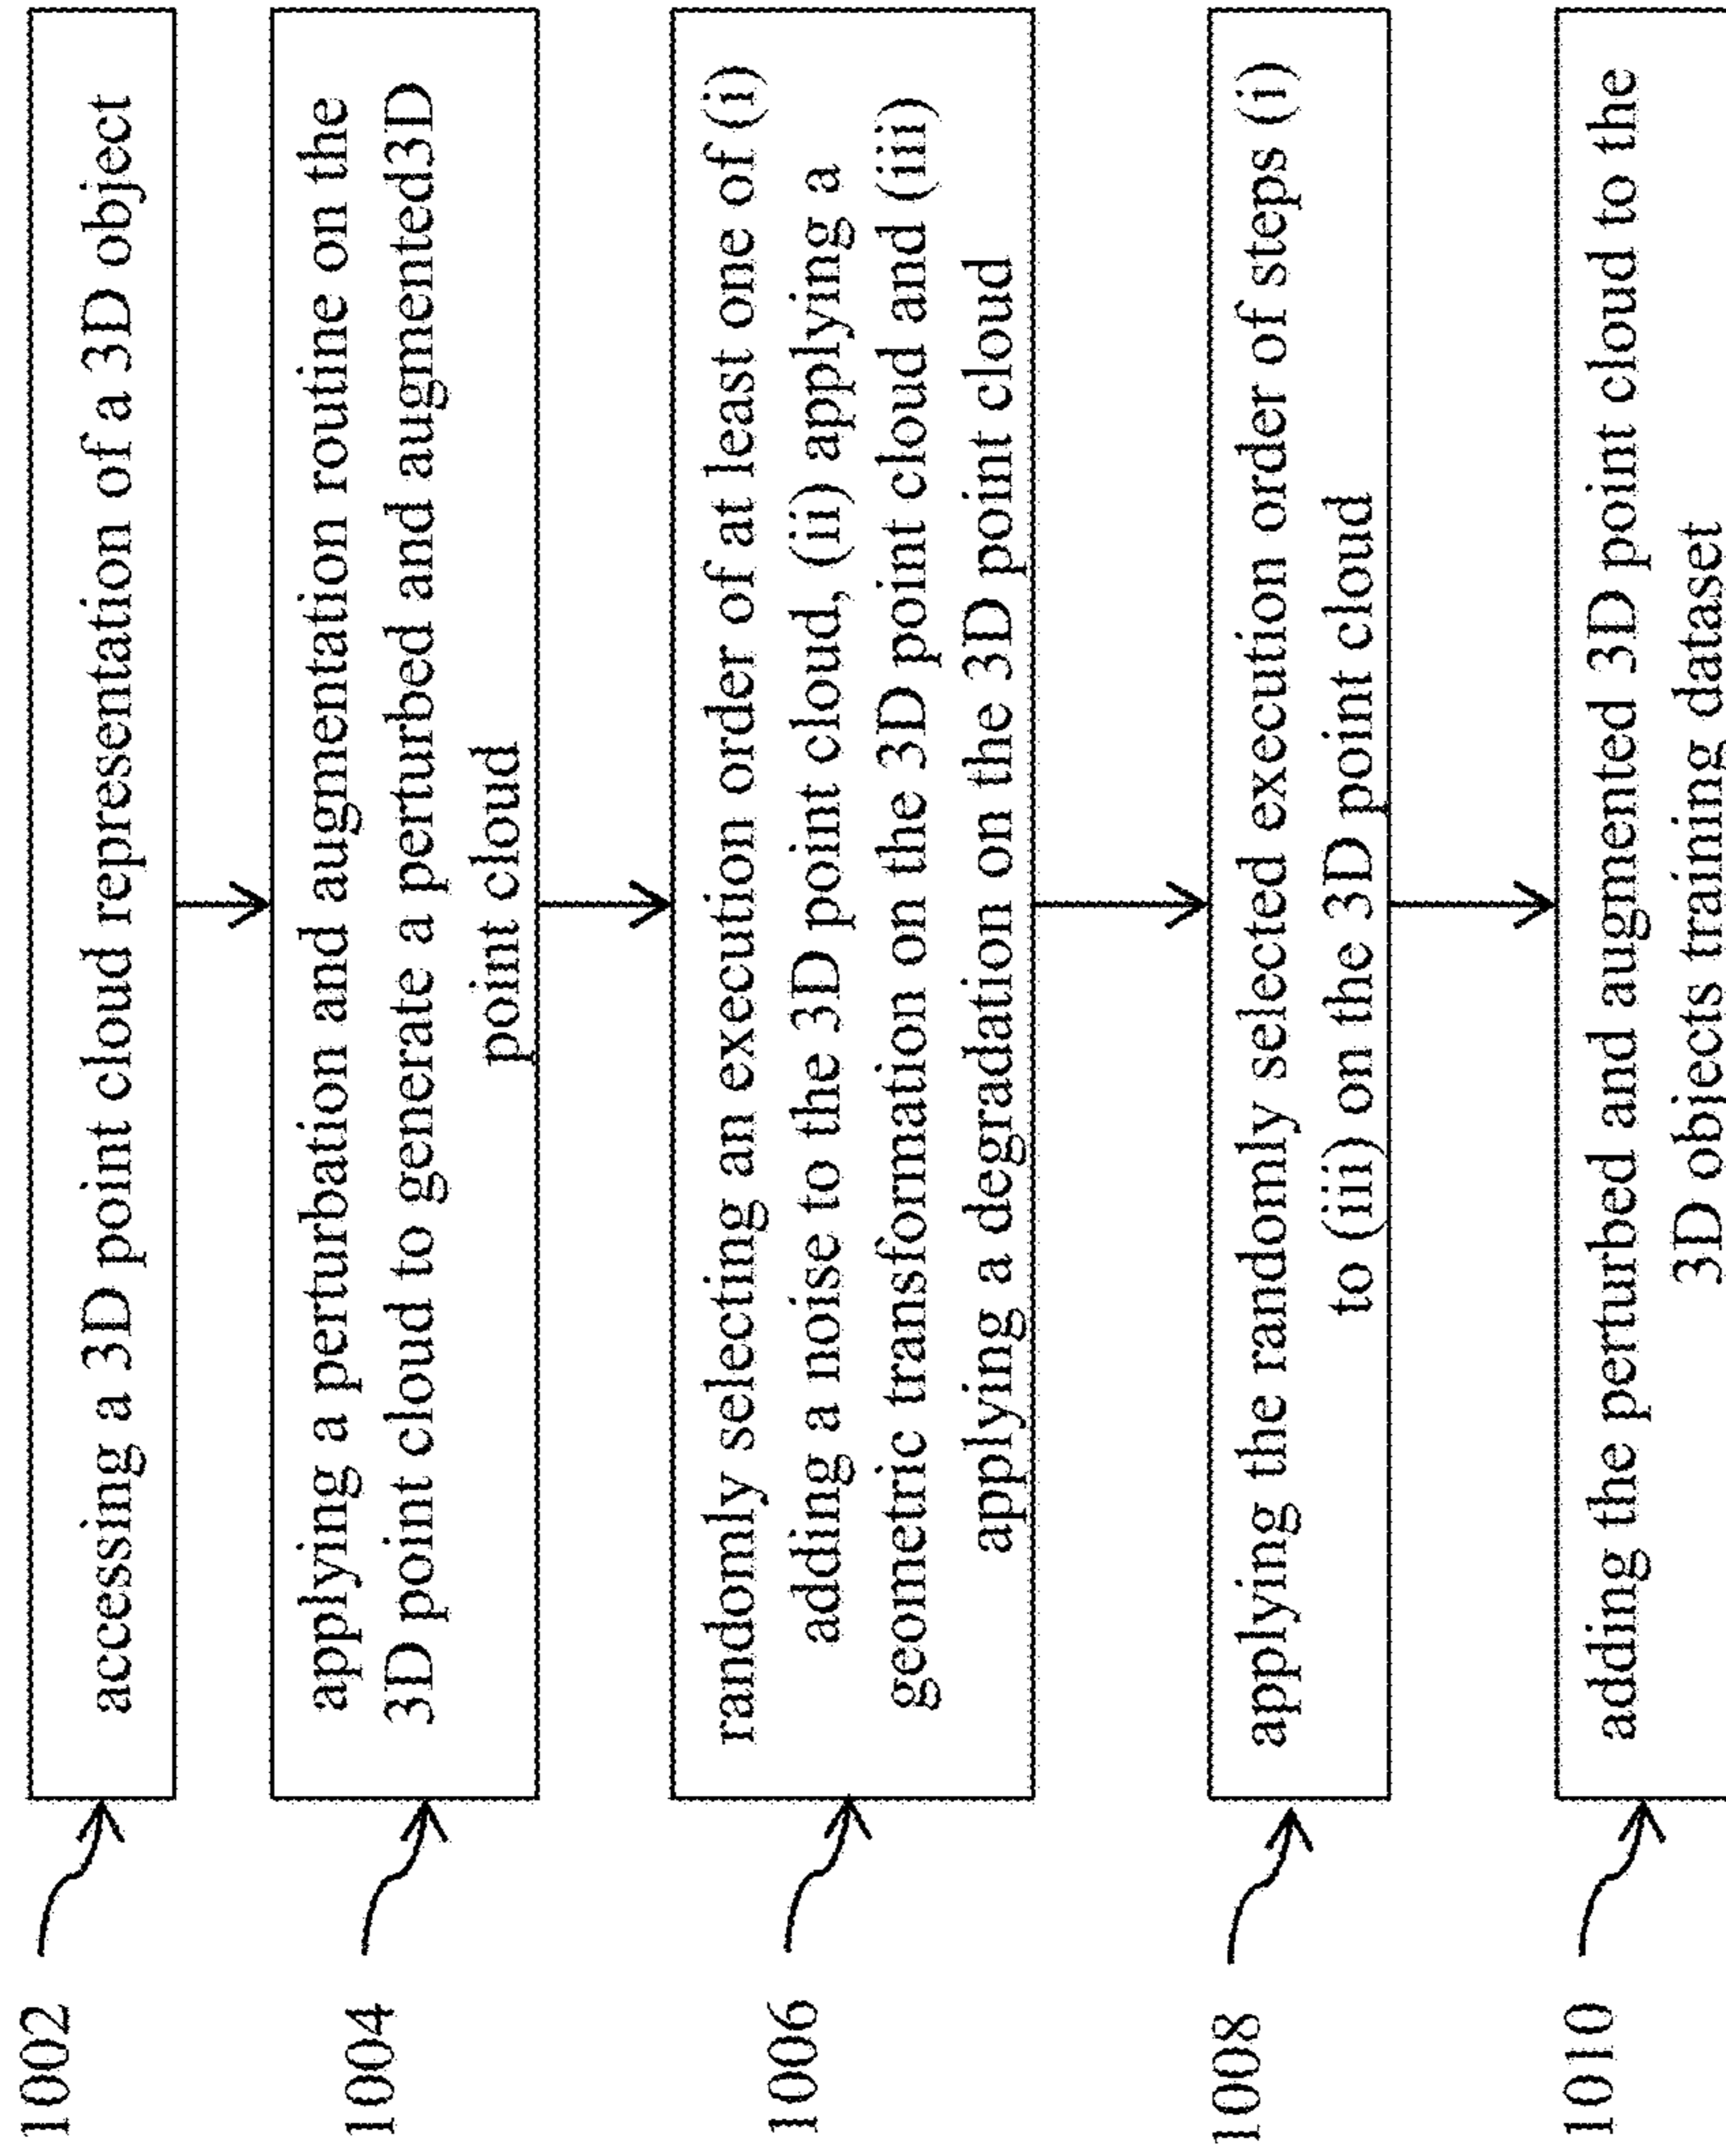 1002
accessing a 3D point cloud representation of a 3D object
1004
applying a perturbation and augmentation routine on the
3D point cloud to generate a perturbed and augmented3D
point cloud
1006
randomly selecting an execution order of at least one of (i)
adding a noise to the 3D point cloud, (ii) applying a
geometric transformation on the 3D point cloud and (iii)
applying a degradation on the 3D point cloud
1008
applying the randomly selected execution order of steps (i)
to (iii) on the 3D point cloud
1010
adding the perturbed and augmented 3D point cloud to the
3D objects training dataset